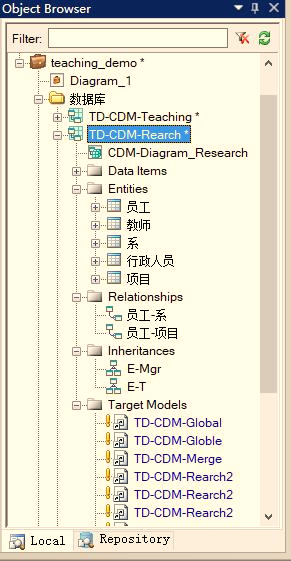 Object Browser
Filter:
teaching_demo *
Diagram_1
数据库
TD-CDM-Teaching *
TD-CDM-Rearch *
CDM-Diagram_Research
Data Items
Entities
员工
教师
系
行政人员
项目
Relationships
员工-系
员工-项目
Inheritances
E-Mgr
E-T
Target Models
TD-CDM-Global
TD-CDM-Globle
TD-CDM-Merge
TD-CDM-Rearch2
TD-CDM-Rearch2
TD-CDM-Rearch2
Local
Repository